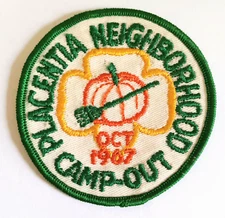 PLACENTIA NEIGHBORHOOD
OCT
1967
CAMP-OUT